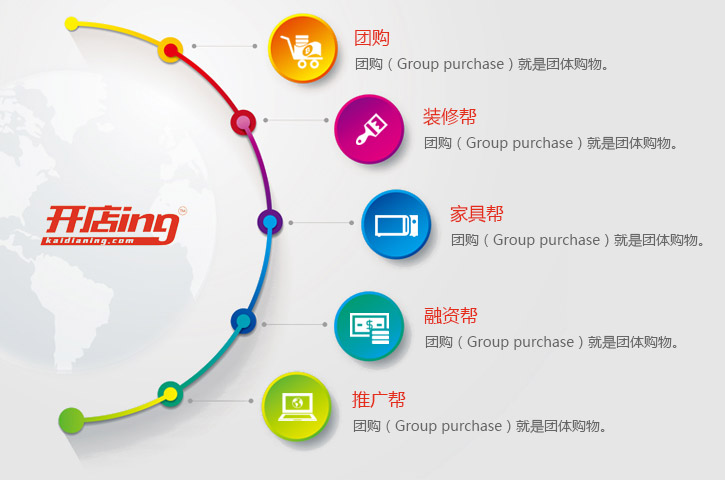 团购
团购（Group purchase）就是团体购物。
装修帮
团购（Group purchase）就是团体购物。
开店ing
TM
kaidianing.com
家具帮
团购（Group purchase）就是团体购物。
融资帮
$
团购（Group purchase）就是团体购物。
推广帮
团购（Group purchase）就是团体购物。